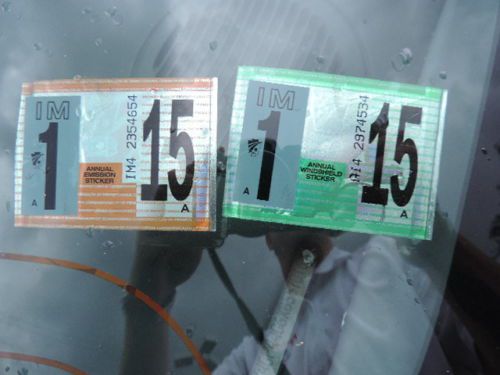 IM
1
A
ANNUAL
EMISSION
STICKER
IM4 2354654
15
A
IM
1
A
ANNUAL
WINDSHIELD
STICKER
2974534
15
A